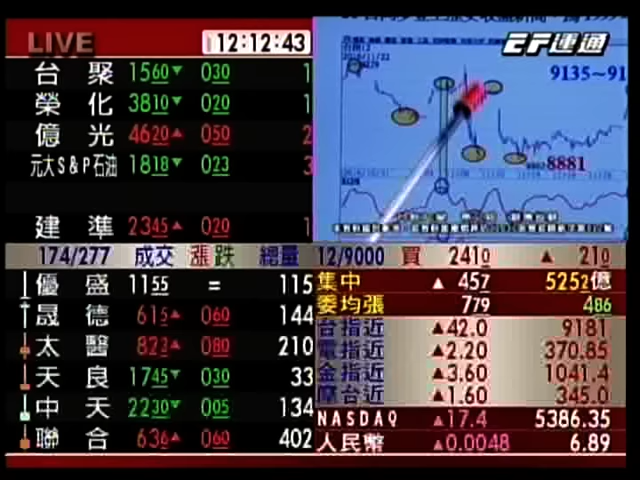 LIVE 12:12:43
EF連通
台聚 1560▼ 030 1
榮化 3810▼ 020 1
億光 4620▲ 050 2
元大S&P石油 1818▼ 023 3
建準 2345▲ 020 1
9135~91
8881
174/277 成交 漲跌 總量
優盛 1155 = 115
晟德 615▲ 060 144
太醫 823▲ 080 210
天良 1745▼ 030 33
中天 2230▼ 005 134
聯合 636▲ 060 402
12/9000 買 2410 ▲ 210
集中 ▲ 457 5252億
委均張 779 486
台指近 ▲42.0 9181
電指近 ▲2.20 370.85
金指近 ▲3.60 1041.4
摩台近 ▲1.60 345.0
NASDAQ ▲17.4 5386.35
人民幣 ▲0.0048 6.89